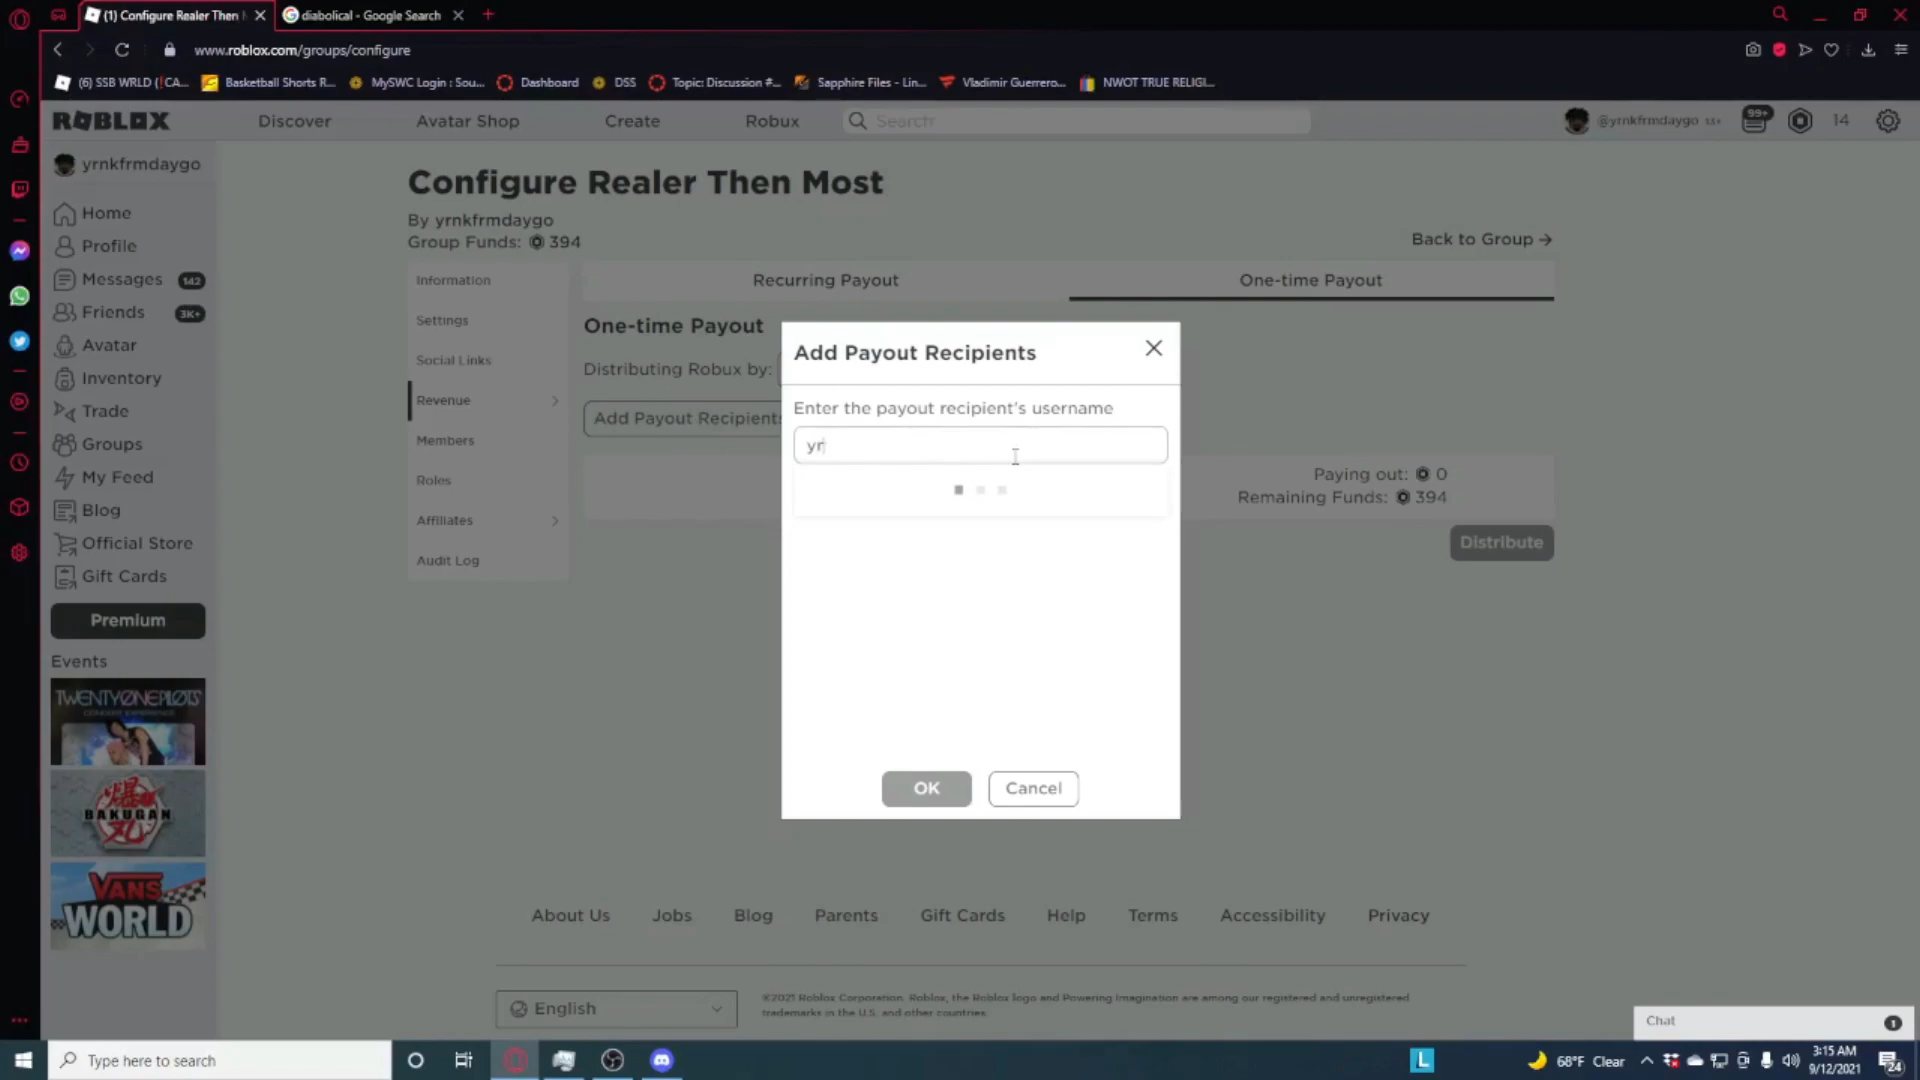 (1) Configure Realer Then
diabolical - Google Search
www.roblox.com/groups/configure
(6) SSB WRLD (❗CA...
Basketball Shorts R...
MySWC Login : Sou...
Dashboard
DSS
Topic: Discussion #...
Sapphire Files - Lin...
Vladimir Guerrero...
NWOT TRUE RELIGI...
ROBLOX
Discover
Avatar Shop
Create
Robux
Search
@yrnkfrmdaygo 13+
99+
14
yrnkfrmdaygo
Home
Profile
Messages 142
Friends 3K+
Avatar
Inventory
Trade
Groups
My Feed
Blog
Official Store
Gift Cards
Premium
Events
TWENTY ØNE PILØTS
CONCERT EXPERIENCE
爆
BAKUGAN
丸
VANS
WORLD
Configure Realer Then Most
By yrnkfrmdaygo
Group Funds: 394
Back to Group →
Information
Settings
Social Links
Revenue
Members
Roles
Affiliates
Audit Log
Recurring Payout
One-time Payout
One-time Payout
Distributing Robux by:
Add Payout Recipients
Paying out: 0
Remaining Funds: 394
Distribute
Add Payout Recipients
Enter the payout recipient's username
yr
OK
Cancel
About Us
Jobs
Blog
Parents
Gift Cards
Help
Terms
Accessibility
Privacy
English
©2021 Roblox Corporation. Roblox, the Roblox logo and Powering Imagination are among our registered and unregistered
trademarks in the U.S. and other countries.
Chat
1
Type here to search
L
68°F Clear
3:15 AM
9/12/2021
24